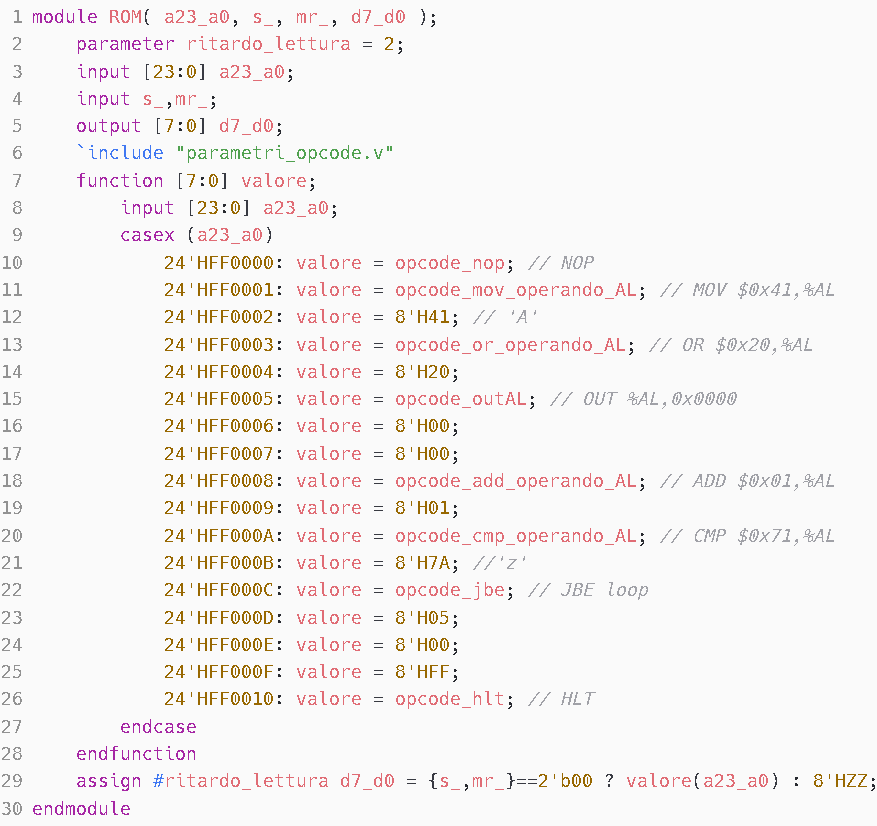 1 module ROM( a23_a0, s_, mr_, d7_d0 );
2 parameter ritardo_lettura = 2;
3 input [23:0] a23_a0;
4 input s_,mr_;
5 output [7:0] d7_d0;
6 `include "parametri_opcode.v"
7 function [7:0] valore;
8 input [23:0] a23_a0;
9 casex (a23_a0)
10 24'HFF0000: valore = opcode_nop; // NOP
11 24'HFF0001: valore = opcode_mov_operando_AL; // MOV $0x41,%AL
12 24'HFF0002: valore = 8'H41; // 'A'
13 24'HFF0003: valore = opcode_or_operando_AL; // OR $0x20,%AL
14 24'HFF0004: valore = 8'H20;
15 24'HFF0005: valore = opcode_outAL; // OUT %AL,0x0000
16 24'HFF0006: valore = 8'H00;
17 24'HFF0007: valore = 8'H00;
18 24'HFF0008: valore = opcode_add_operando_AL; // ADD $0x01,%AL
19 24'HFF0009: valore = 8'H01;
20 24'HFF000A: valore = opcode_cmp_operando_AL; // CMP $0x71,%AL
21 24'HFF000B: valore = 8'H7A; //'z'
22 24'HFF000C: valore = opcode_jbe; // JBE loop
23 24'HFF000D: valore = 8'H05;
24 24'HFF000E: valore = 8'H00;
25 24'HFF000F: valore = 8'HFF;
26 24'HFF0010: valore = opcode_hlt; // HLT
27 endcase
28 endfunction
29 assign #ritardo_lettura d7_d0 = {s_,mr_}==2'b00 ? valore(a23_a0) : 8'HZZ;
30 endmodule